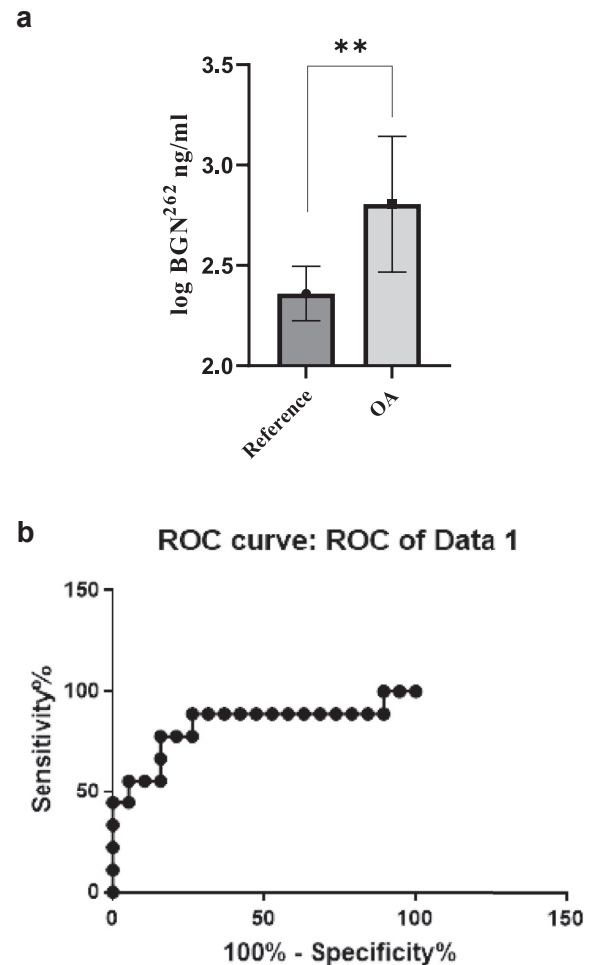 a
**
3.5
3.0
2.5
2.0
log BGN²⁶² ng/ml
Reference
OA
b
ROC curve: ROC of Data 1
150
100
50
0
Sensitivity%
0
50
100
150
100% - Specificity%